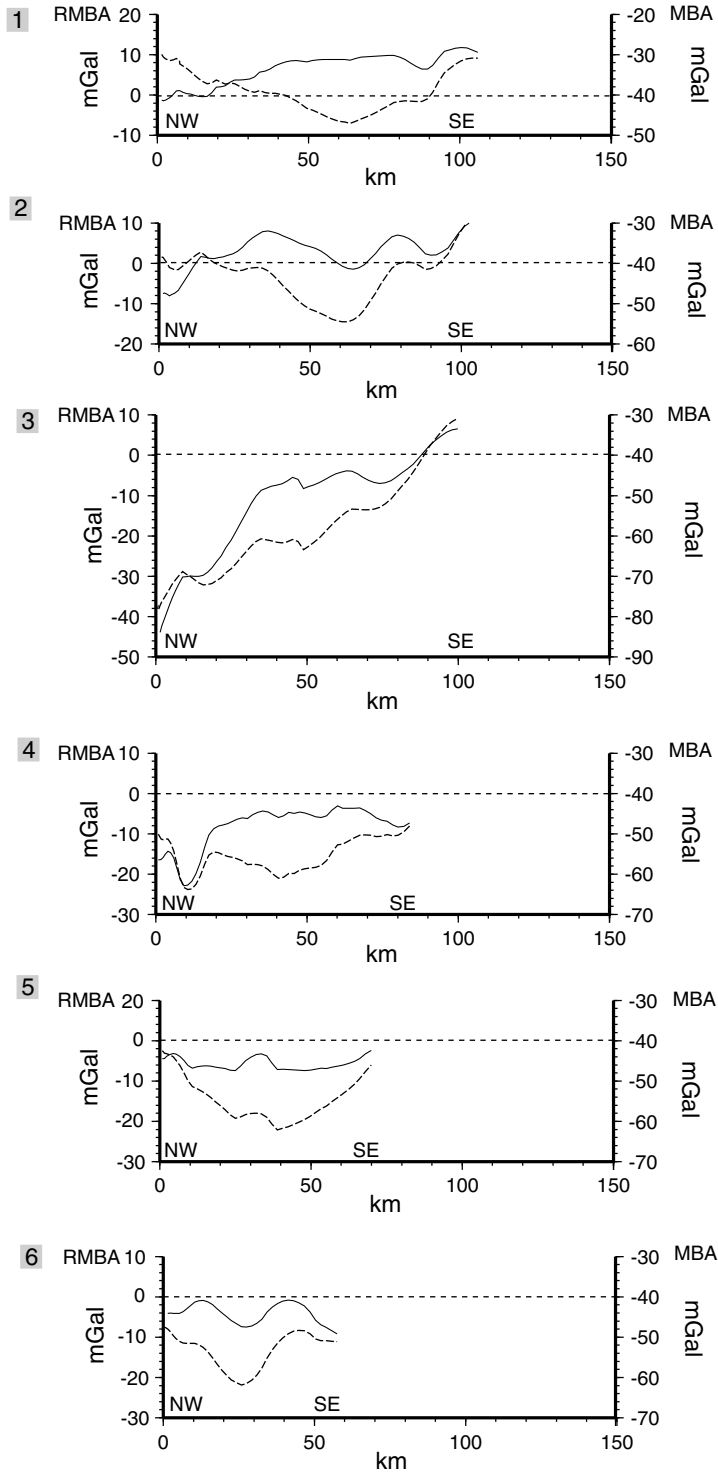 1
RMBA 20 -20 MBA
10 -30
0 -40
-10 -50
mGal mGal
NW SE
0 50 100 150
km
2
RMBA 10 -30 MBA
0 -40
-10 -50
-20 -60
mGal mGal
NW SE
0 50 100 150
km
3
RMBA 10 -30 MBA
0 -40
-10 -50
-20 -60
-30 -70
-40 -80
-50 -90
mGal mGal
NW SE
0 50 100 150
km
4
RMBA 10 -30 MBA
0 -40
-10 -50
-20 -60
-30 -70
mGal mGal
NW SE
0 50 100 150
km
5
RMBA 20 -30 MBA
0 -40
-10 -50
-20 -60
-30 -70
mGal mGal
NW SE
0 50 100 150
km
6
RMBA 10 -30 MBA
0 -40
-10 -50
-20 -60
-30 -70
mGal mGal
NW SE
0 50 100 150
km